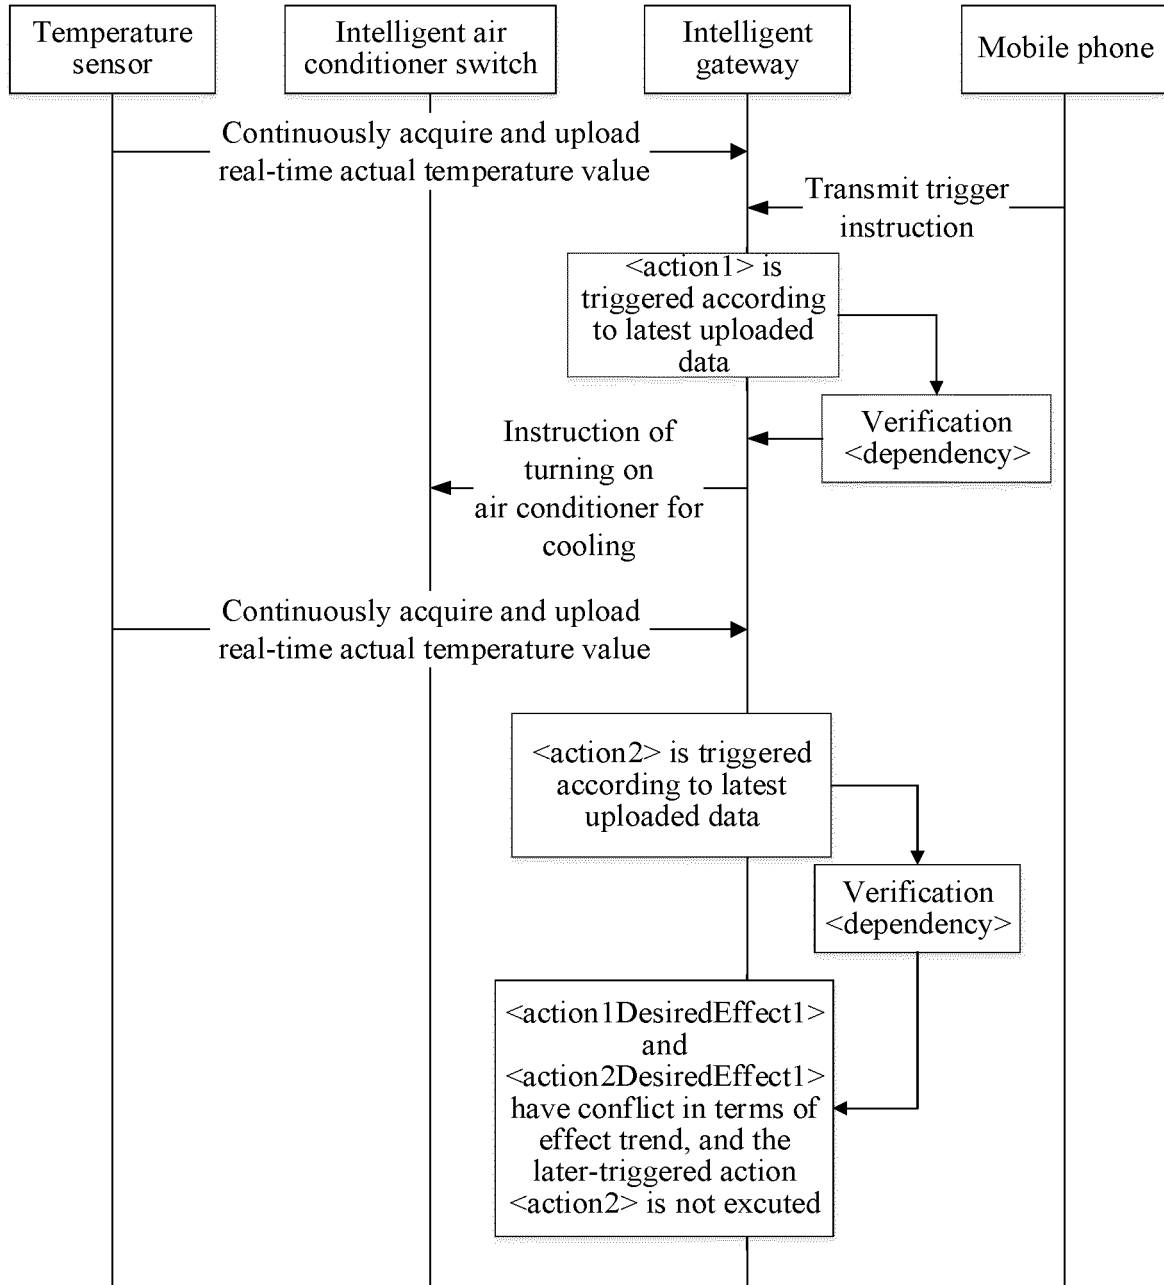 Temperature
sensor
Intelligent air
conditioner switch
Intelligent
gateway
Mobile phone
Continuously acquire and upload
real-time actual temperature value
Transmit trigger
instruction
<action1> is
triggered according
to latest uploaded
data
Verification
<dependency>
Instruction of
turning on
air conditioner for
cooling
Continuously acquire and upload
real-time actual temperature value
<action2> is triggered
according to latest
uploaded data
Verification
<dependency>
<action1DesiredEffect1>
and
<action2DesiredEffect1>
have conflict in terms of
effect trend, and the
later-triggered action
<action2> is not excuted